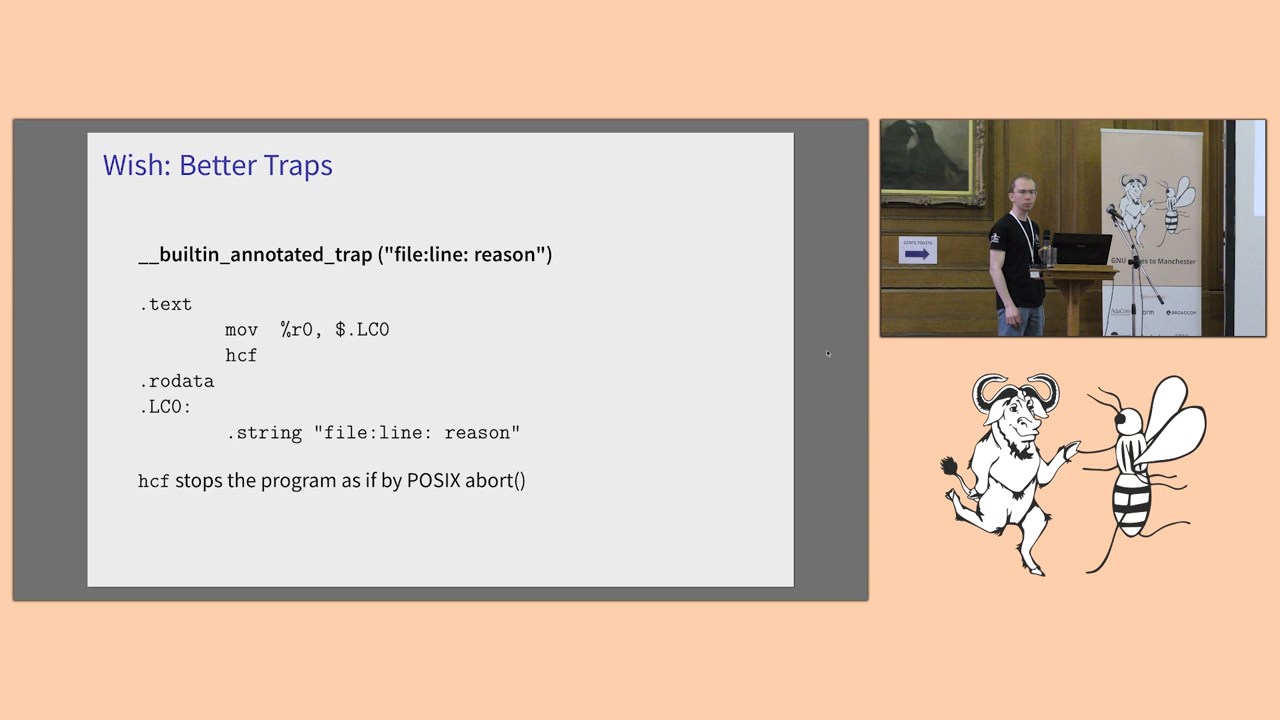 Wish: Better Traps
__builtin_annotated_trap ("file:line: reason")
.text
mov %r0, $.LC0
hcf
.rodata
.LC0:
.string "file:line: reason"
hcf stops the program as if by POSIX abort()
to Manchester
BROADCOM